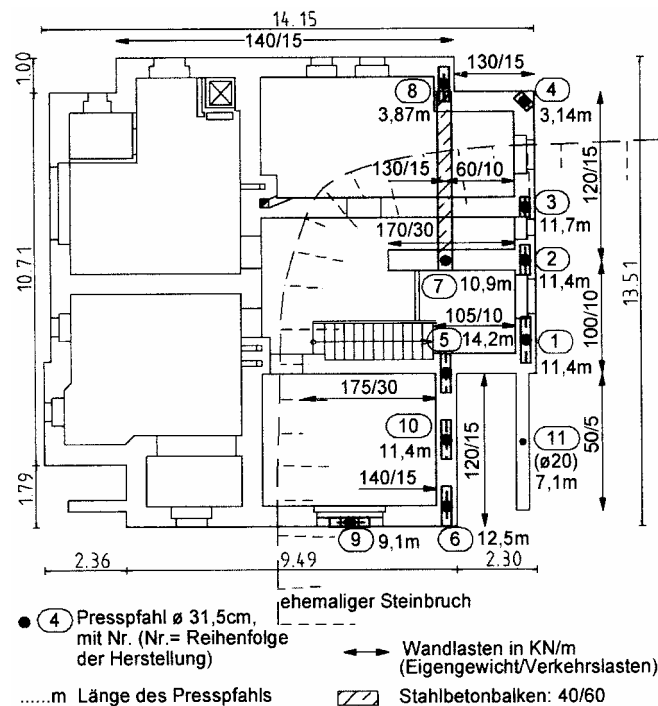 14.15
140/15
130/15
1.00
8
3,87m
4
3,14m
130/15
60/10
120/15
3
11,7m
170/30
2
11,4m
7
10,9m
10.71
13.51
105/10
100/10
5
14,2m
1
11,4m
175/30
10
11,4m
120/15
11
(ø20)
7,1m
50/5
140/15
1.79
9
9,1m
6
12,5m
2.36
9.49
2.30
ehemaliger Steinbruch
4 Presspfahl ø 31,5cm,
mit Nr. (Nr.= Reihenfolge
der Herstellung)
Wandlasten in KN/m
(Eigengewicht/Verkehrslasten)
......m Länge des Presspfahls
Stahlbetonbalken: 40/60